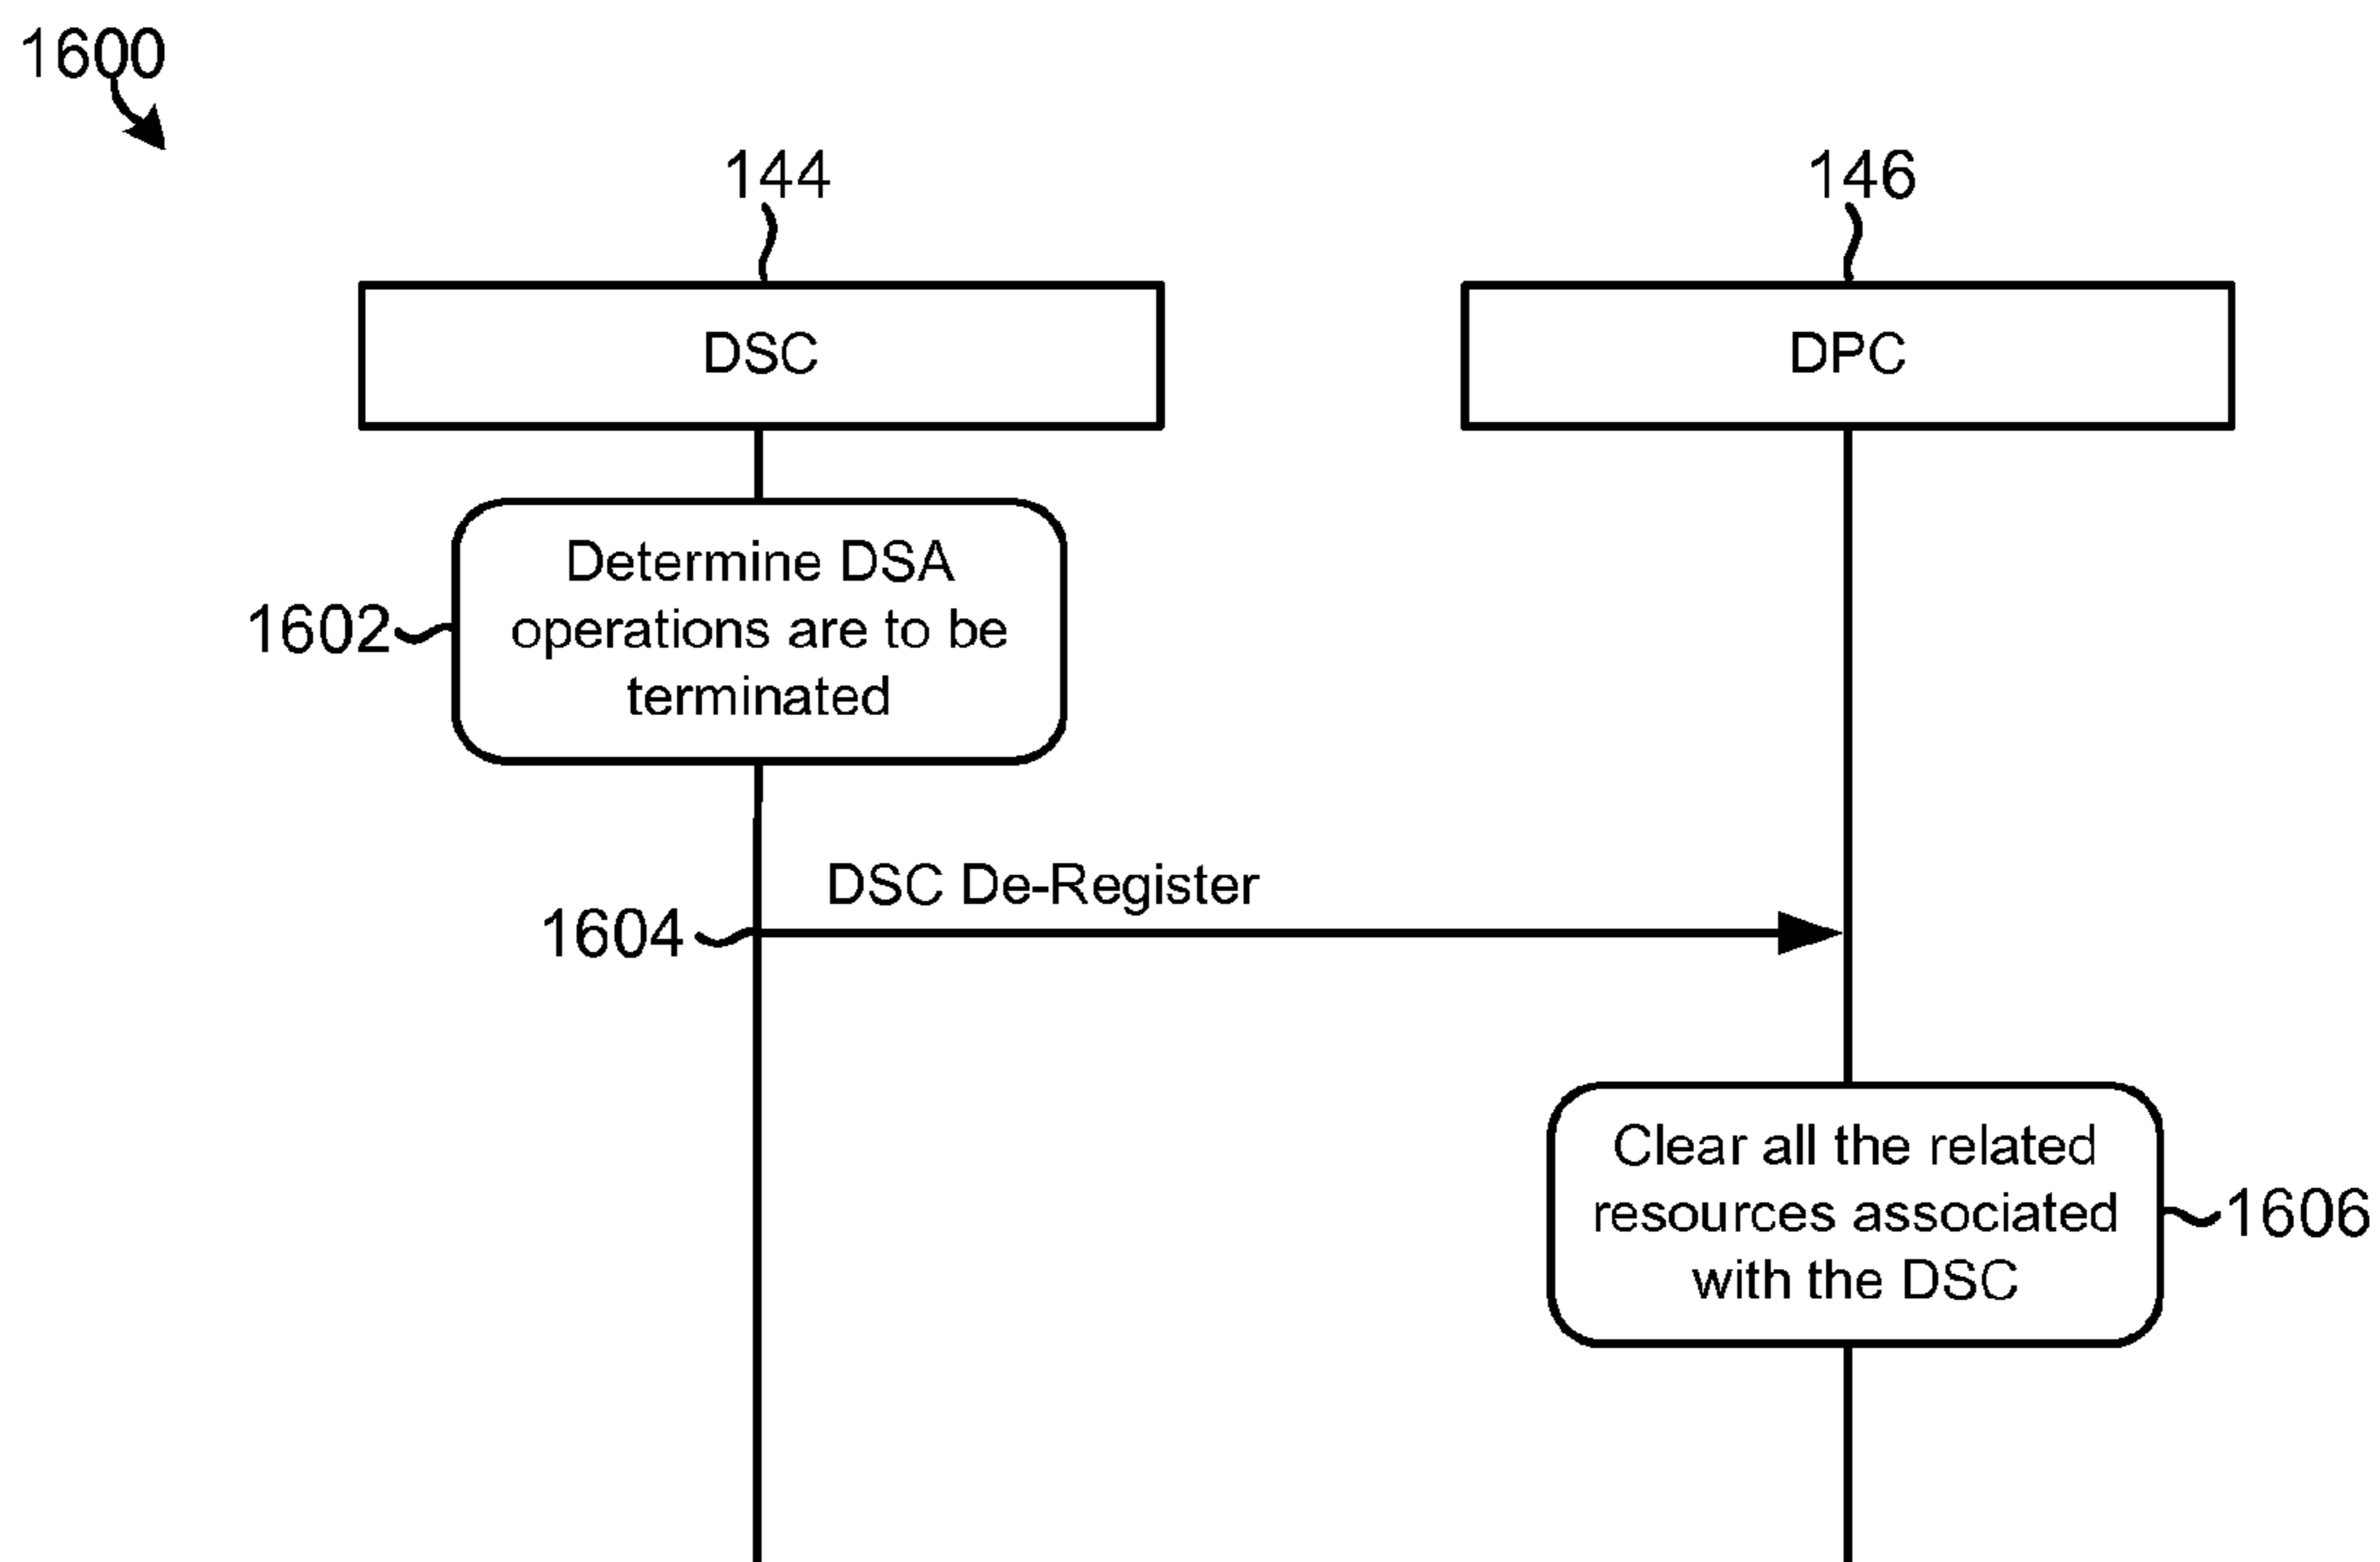 1600
144
146
DSC
DPC
Determine DSA
operations are to be
terminated
1602
DSC De-Register
1604
Clear all the related
resources associated
with the DSC
1606